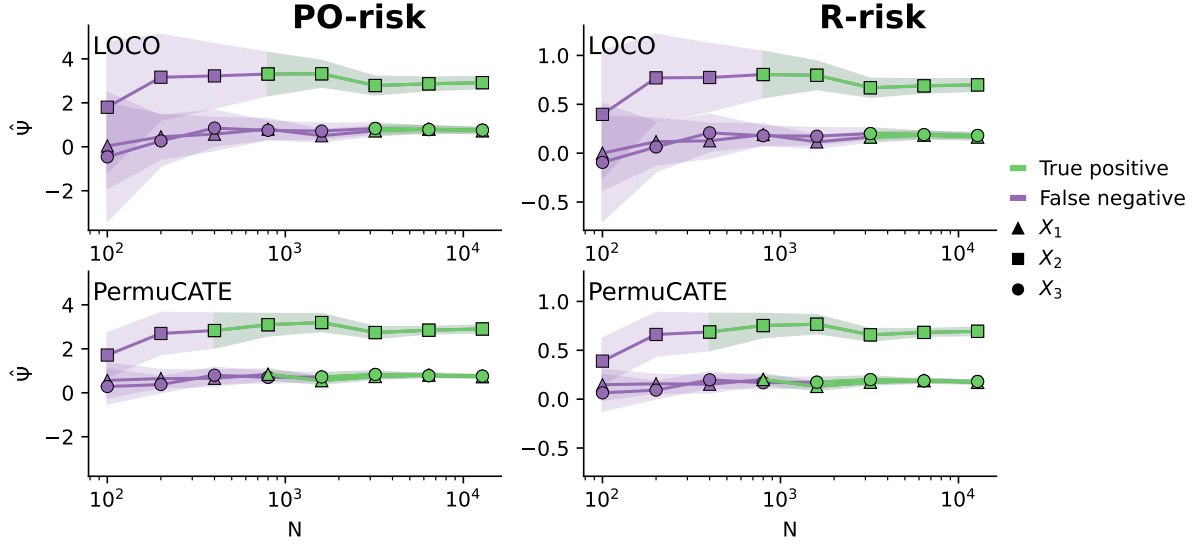 PO-risk
R-risk
LOCO
4
2
0
−2
Ψ̂
10²
10³
10⁴
LOCO
1.0
0.5
0.0
−0.5
10²
10³
10⁴
True positive
False negative
X₁
X₂
X₃
PermuCATE
4
2
0
−2
Ψ̂
10²
10³
10⁴
N
PermuCATE
1.0
0.5
0.0
−0.5
10²
10³
10⁴
N